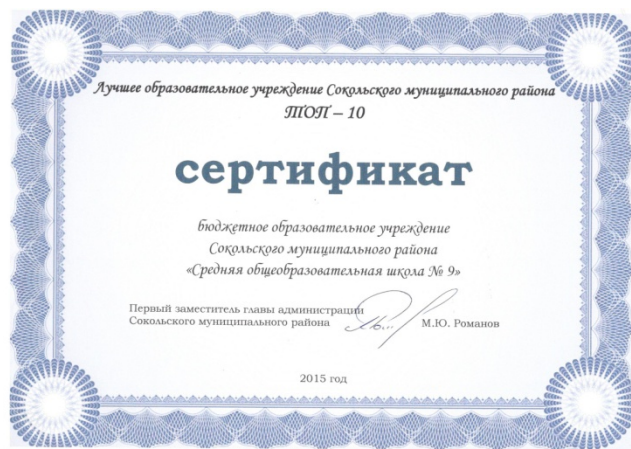 Лучшее образовательное учреждение Сокольского муниципального района
ТОП – 10
сертификат
бюджетное образовательное учреждение
Сокольского муниципального района
«Средняя общеобразовательная школа № 9»
Первый заместитель главы администрации
Сокольского муниципального района
М.Ю. Романов
2015 год